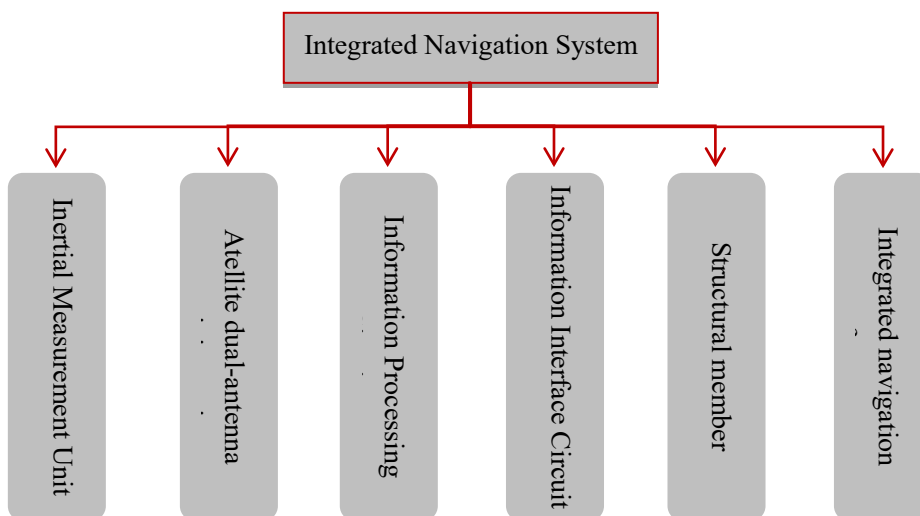 Integrated Navigation System
Inertial Measurement Unit
Atellite dual-antenna
Information Processing
Information Interface Circuit
Structural member
Integrated navigation